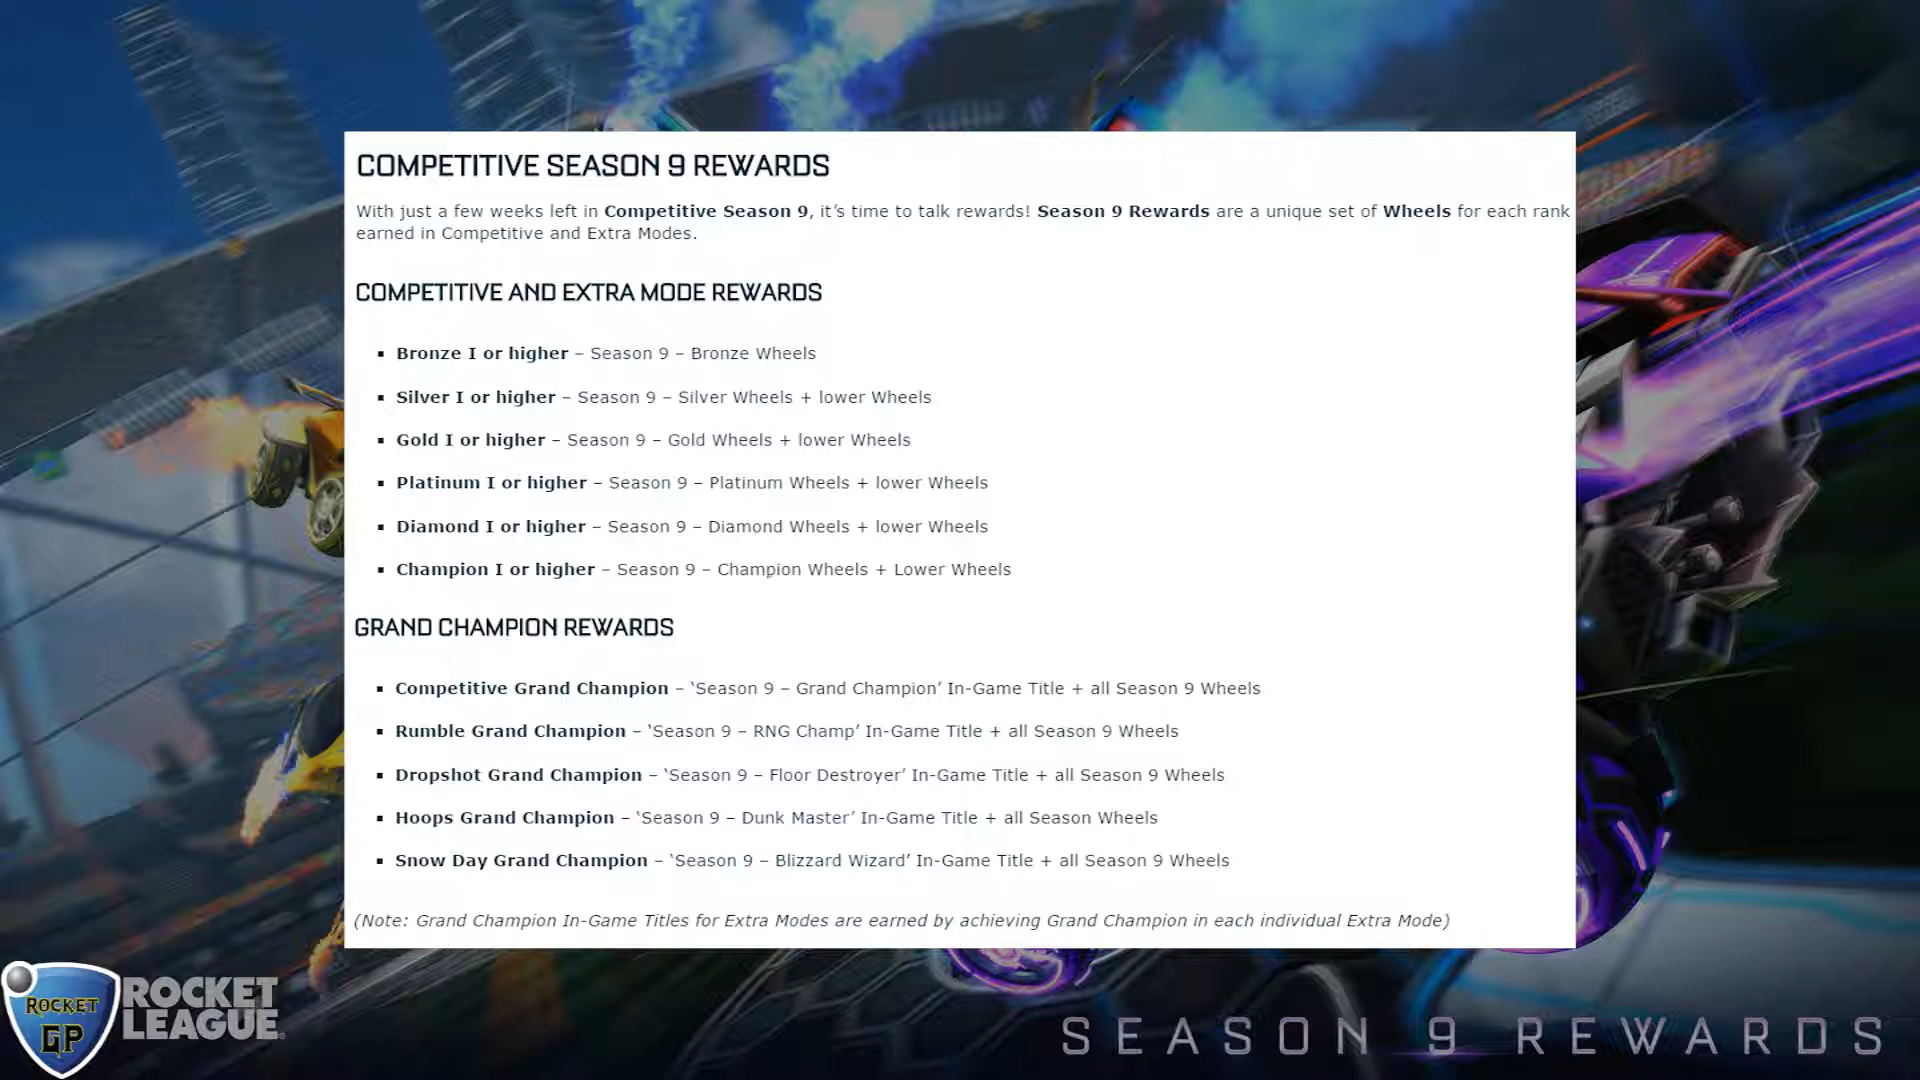 COMPETITIVE SEASON 9 REWARDS
With just a few weeks left in Competitive Season 9, it’s time to talk rewards! Season 9 Rewards are a unique set of Wheels for each rank
earned in Competitive and Extra Modes.
COMPETITIVE AND EXTRA MODE REWARDS
▪ Bronze I or higher – Season 9 – Bronze Wheels
▪ Silver I or higher – Season 9 – Silver Wheels + lower Wheels
▪ Gold I or higher – Season 9 – Gold Wheels + lower Wheels
▪ Platinum I or higher – Season 9 – Platinum Wheels + lower Wheels
▪ Diamond I or higher – Season 9 – Diamond Wheels + lower Wheels
▪ Champion I or higher – Season 9 – Champion Wheels + Lower Wheels
GRAND CHAMPION REWARDS
▪ Competitive Grand Champion – ‘Season 9 – Grand Champion’ In-Game Title + all Season 9 Wheels
▪ Rumble Grand Champion – ‘Season 9 – RNG Champ’ In-Game Title + all Season 9 Wheels
▪ Dropshot Grand Champion – ‘Season 9 – Floor Destroyer’ In-Game Title + all Season 9 Wheels
▪ Hoops Grand Champion – ‘Season 9 – Dunk Master’ In-Game Title + all Season Wheels
▪ Snow Day Grand Champion – ‘Season 9 – Blizzard Wizard’ In-Game Title + all Season 9 Wheels
(Note: Grand Champion In-Game Titles for Extra Modes are earned by achieving Grand Champion in each individual Extra Mode)
ROCKET
GP
ROCKET
LEAGUE®
SEASON 9 REWARDS